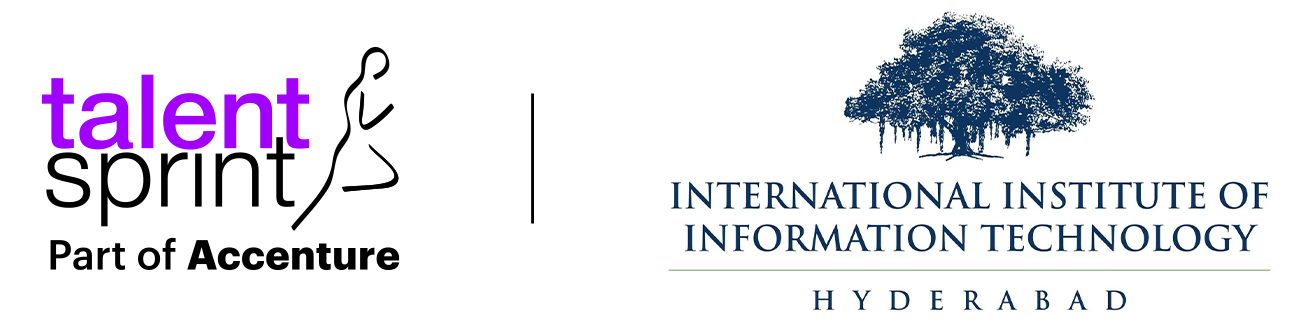 talent
sprint
Part of Accenture
INTERNATIONAL INSTITUTE OF
INFORMATION TECHNOLOGY
HYDERABAD